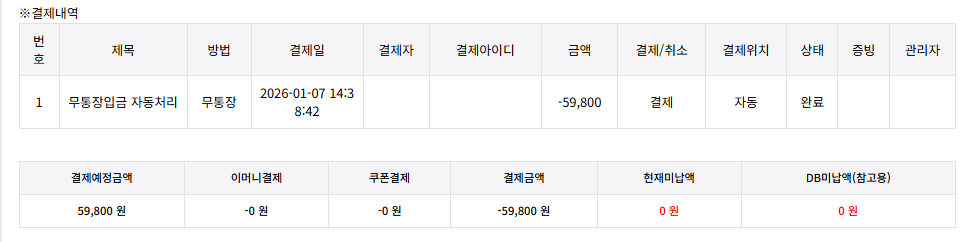 ※결제내역
번호 제목 방법 결제일 결제자 결제아이디 금액 결제/취소 결제위치 상태 증빙 관리자
1 무통장입금 자동처리 무통장 2026-01-07 14:38:42 -59,800 결제 자동 완료
결제예정금액 이머니결제 쿠폰결제 결제금액 현재미납액 DB미납액(참고용)
59,800 원 -0 원 -0 원 -59,800 원 0 원 0 원